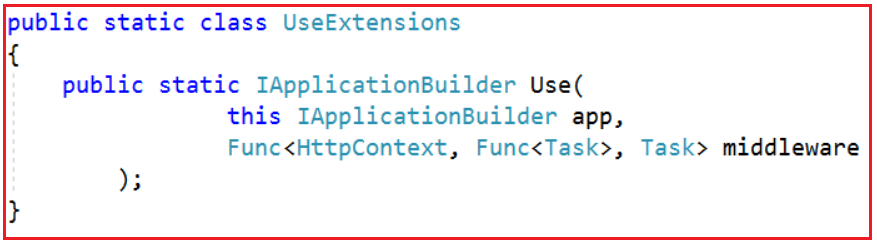 public static class UseExtensions
{
    public static IApplicationBuilder Use(
            this IApplicationBuilder app,
            Func<HttpContext, Func<Task>, Task> middleware
        );
}